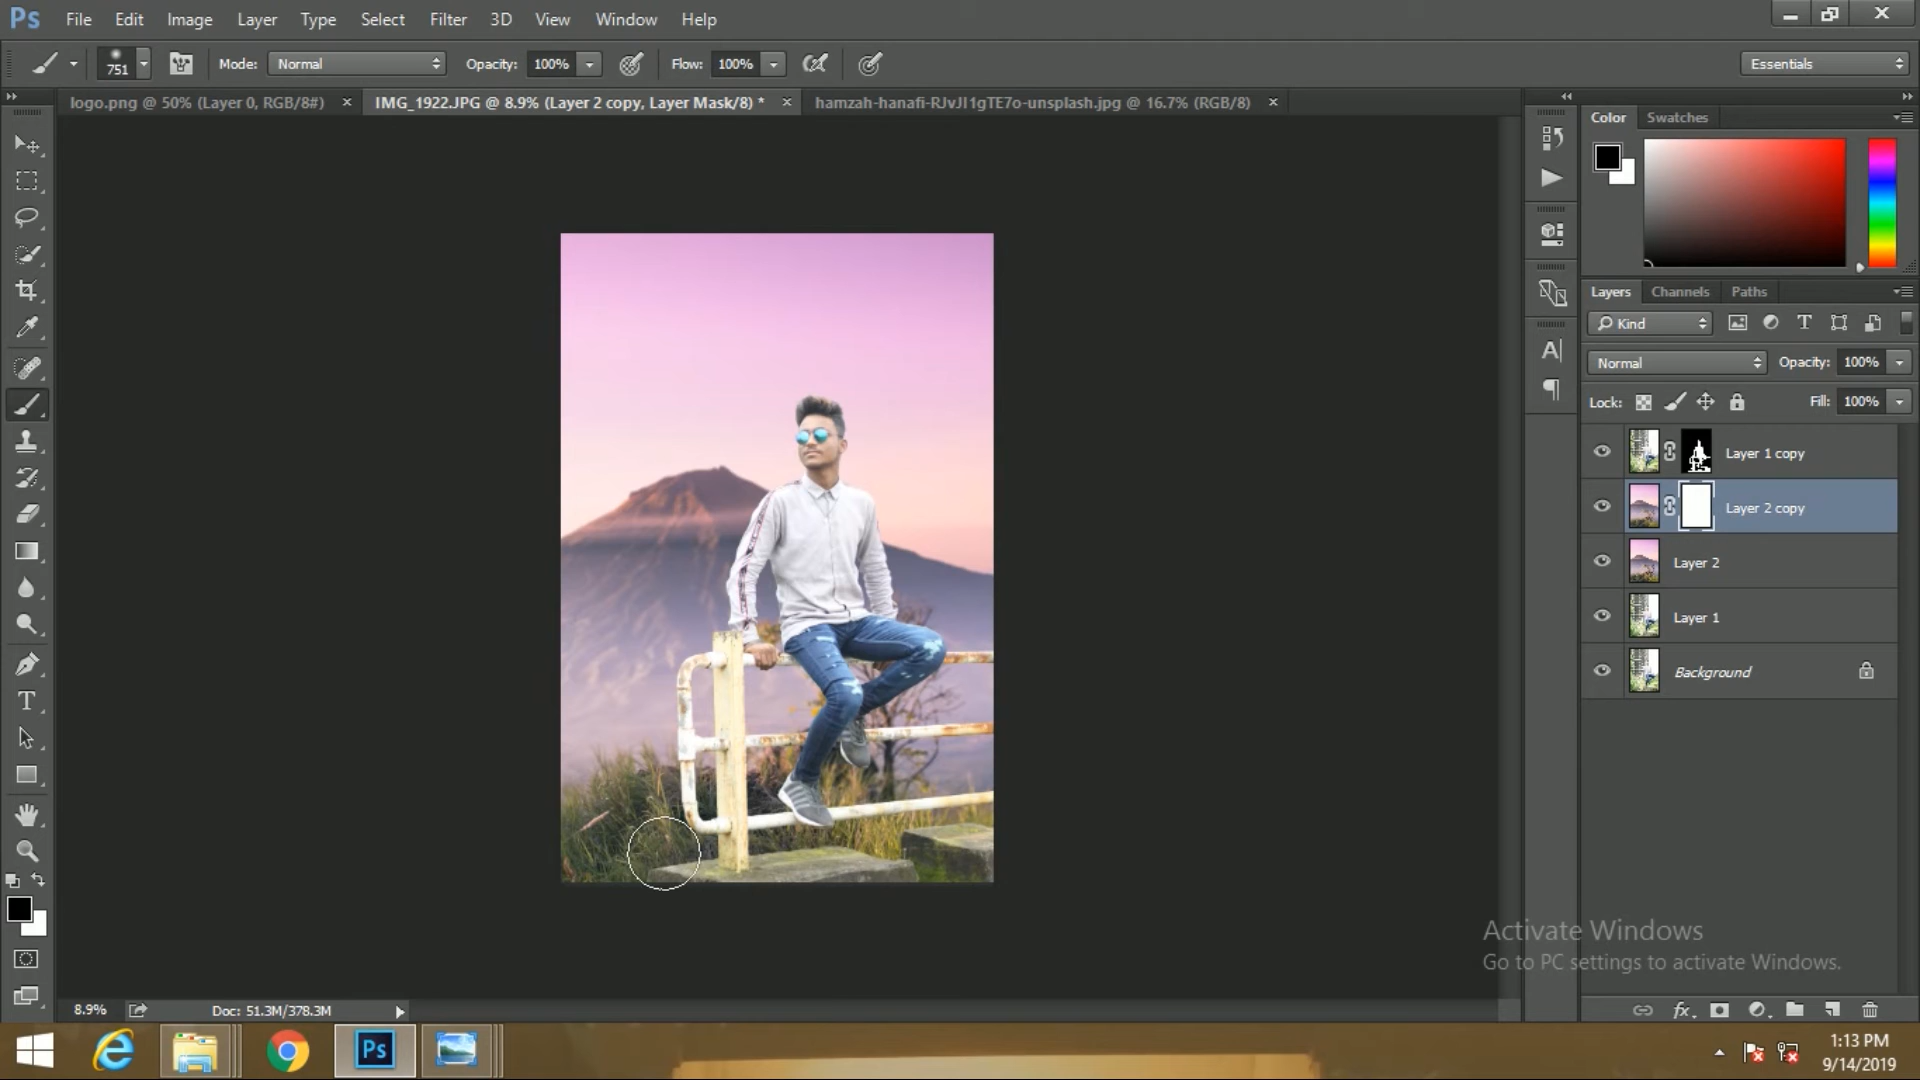 Ps File Edit Image Layer Type Select Filter 3D View Window Help
751 Mode: Normal Opacity: 100% Flow: 100% Essentials
logo.png @ 50% (Layer 0, RGB/8#) × IMG_1922.JPG @ 8.9% (Layer 2 copy, Layer Mask/8) * × hamzah-hanafi-RJvJI1gTE7o-unsplash.jpg @ 16.7% (RGB/8) ×
Color Swatches
Layers Channels Paths
Kind
Normal Opacity: 100%
Lock: Fill: 100%
Layer 1 copy
Layer 2 copy
Layer 2
Layer 1
Background
Activate Windows
Go to PC settings to activate Windows.
8.9% Doc: 51.3M/378.3M
fx
Ps
1:13 PM
9/14/2019